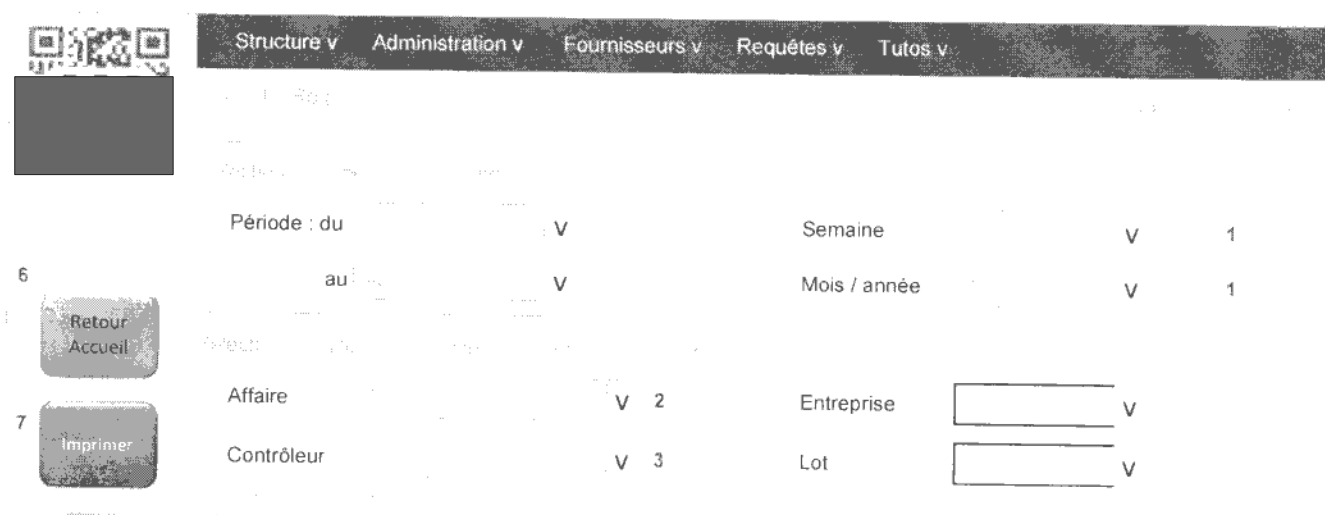 Structure v Administration v Fournisseurs v Requêtes v Tutos v
Période : du V Semaine V 1
6
au V Mois / année V 1
Retour
Accueil
Affaire V 2 Entreprise V
7
Imprimer
Contrôleur V 3 Lot V